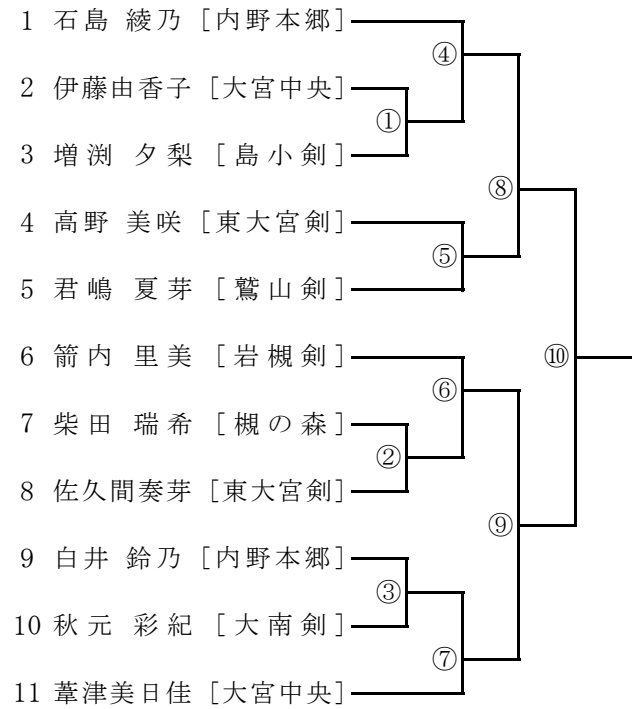 1 石島 綾乃 [内野本郷]
④
2 伊藤由香子 [大宮中央]
①
3 増渕 夕梨 [島小剣]
⑧
4 高野 美咲 [東大宮剣]
⑤
5 君嶋 夏芽 [鷲山剣]
6 箭内 里美 [岩槻剣]
⑩
⑥
7 柴田 瑞希 [槻の森]
②
8 佐久間奏芽 [東大宮剣]
⑨
9 白井 鈴乃 [内野本郷]
③
10 秋元 彩紀 [大南剣]
⑦
11 葦津美日佳 [大宮中央]